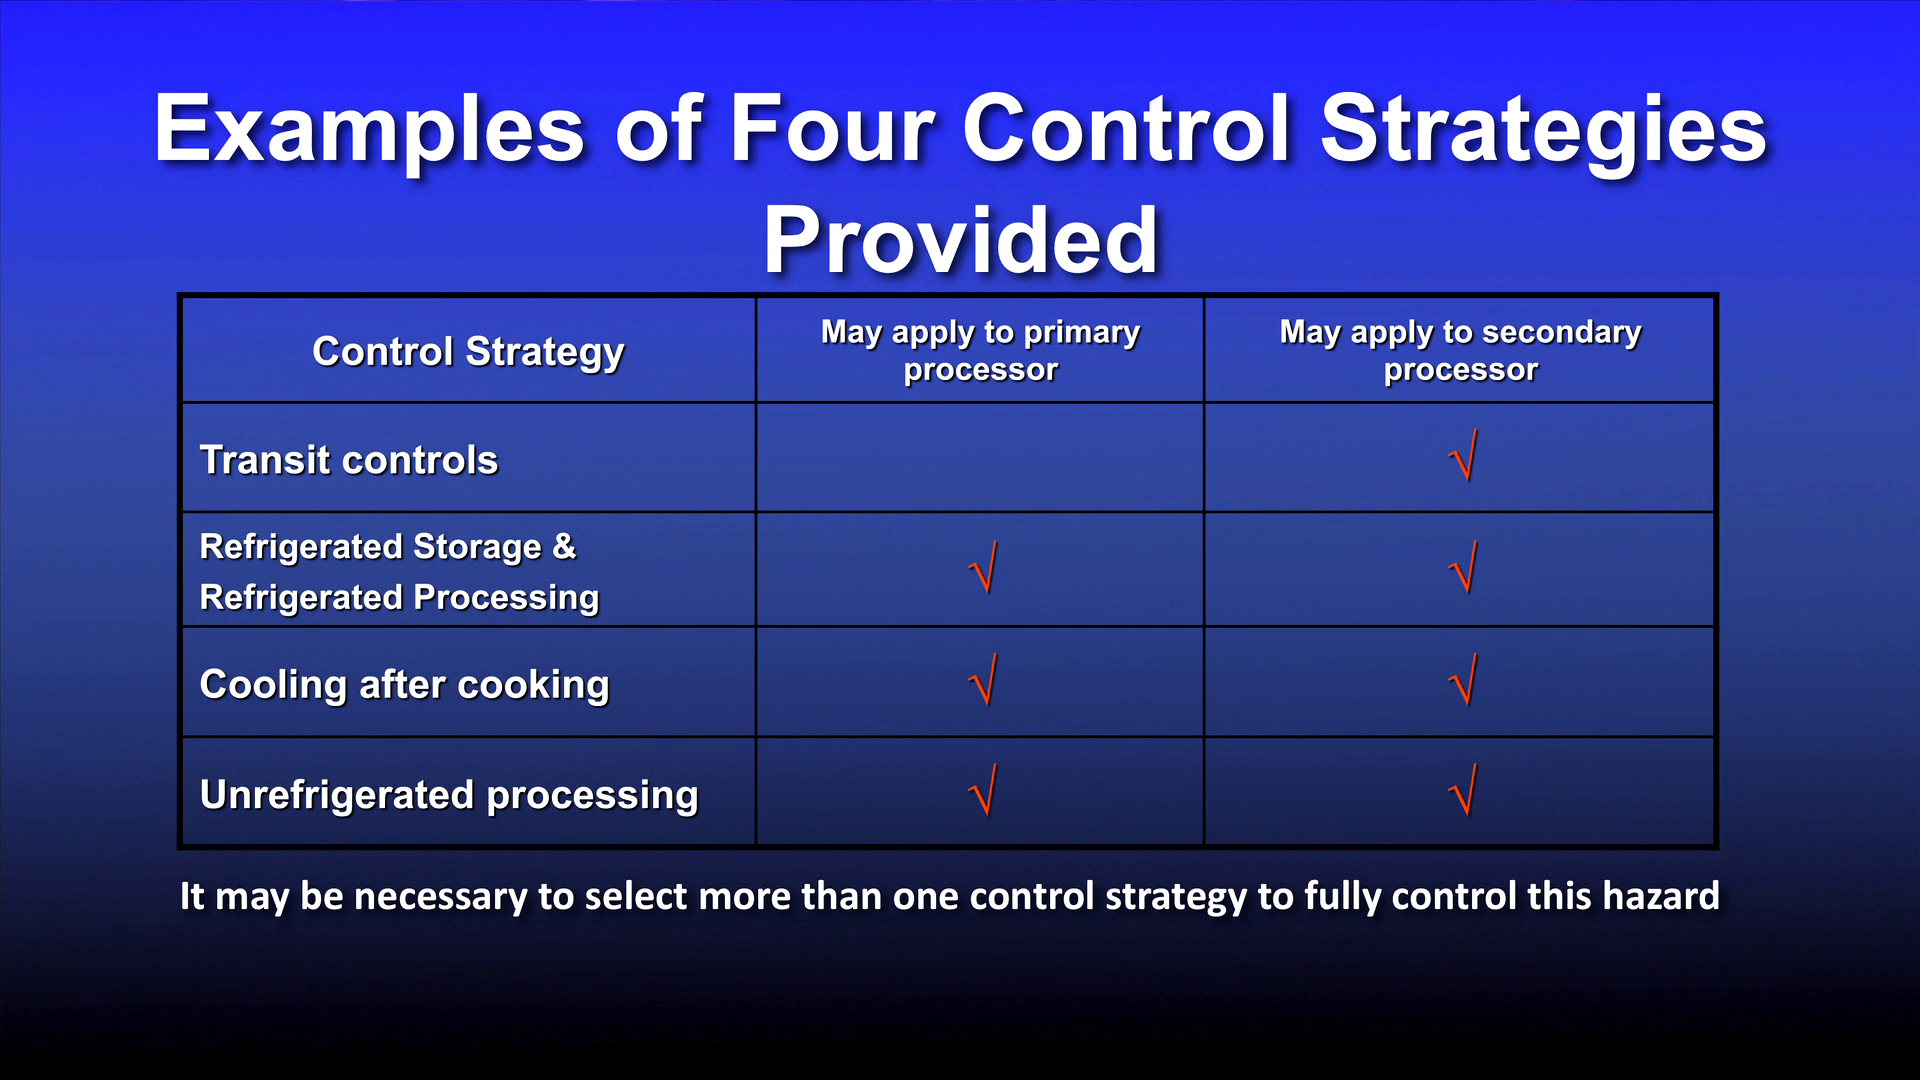 Examples of Four Control Strategies
Provided
Control Strategy
May apply to primary
processor
May apply to secondary
processor
Transit controls
√
Refrigerated Storage &
Refrigerated Processing
√
√
Cooling after cooking
√
√
Unrefrigerated processing
√
√
It may be necessary to select more than one control strategy to fully control this hazard